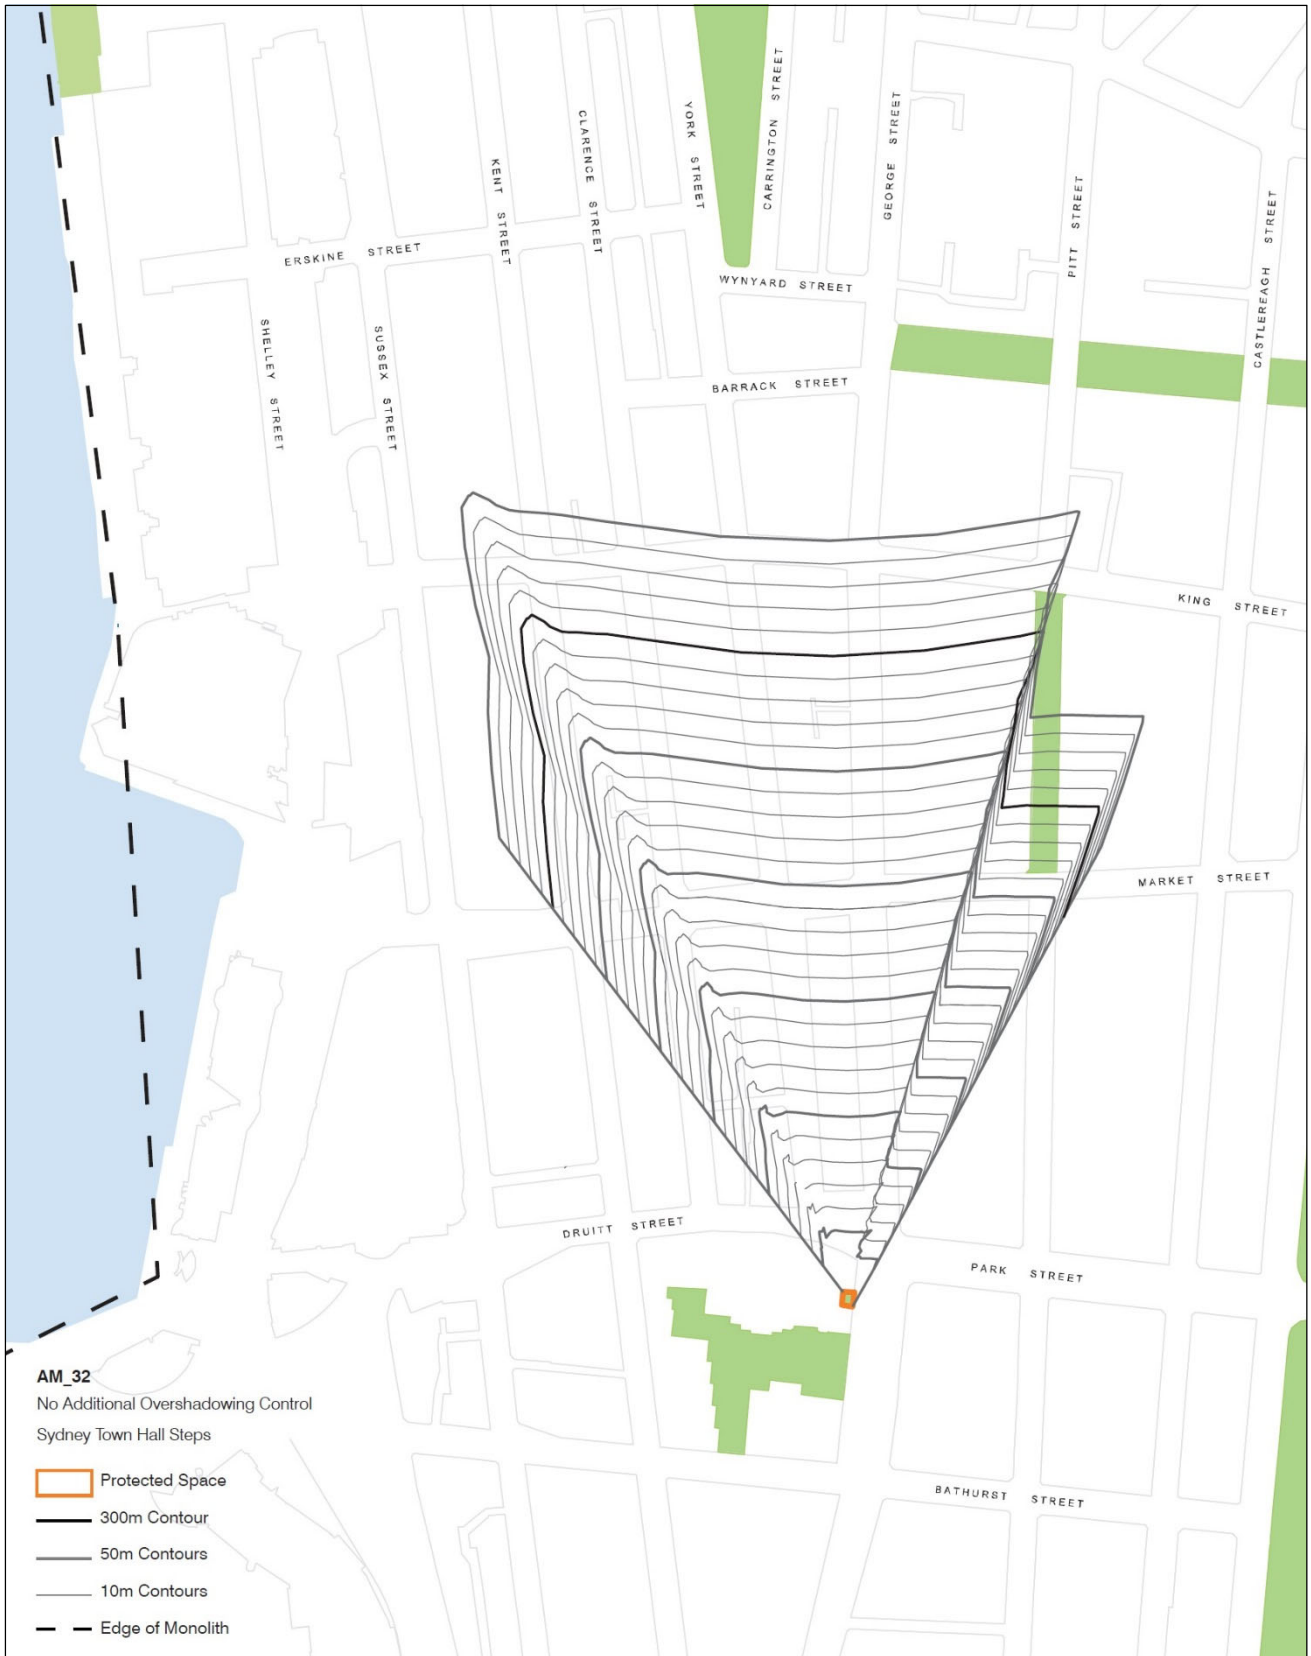 YORK STREET
CARRINGTON STREET
GEORGE STREET
CLARENCE STREET
KENT STREET
PITT STREET
CASTLEREAGH STREET
ERSKINE STREET
WYNYARD STREET
SHELLEY STREET
SUSSEX STREET
BARRACK STREET
KING STREET
MARKET STREET
DRUITT STREET
PARK STREET
BATHURST STREET
AM_32
No Additional Overshadowing Control
Sydney Town Hall Steps
Protected Space
300m Contour
50m Contours
10m Contours
Edge of Monolith